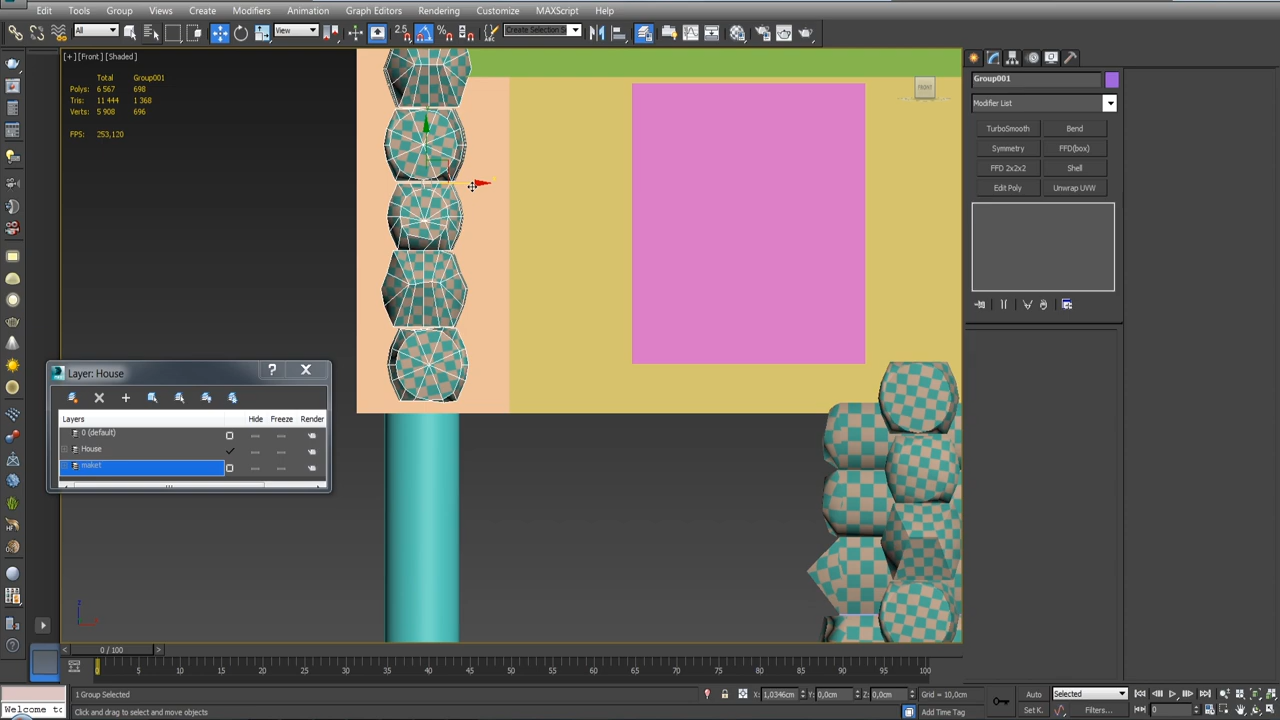 Edit Tools Group Views Create Modifiers Animation Graph Editors Rendering Customize MAXScript Help
All View 2.5 Create Selection Se
[+] [Front] [Shaded]
Total Group001
Polys: 6 567 698
Tris: 11 444 1 368
Verts: 5 908 696
FPS: 253,120
FRONT
Group001
Modifier List
TurboSmooth Bend
Symmetry FFD(box)
FFD 2x2x2 Shell
Edit Poly Unwrap UVW
Layer: House
Layers Hide Freeze Render
0 (default)
House
maket
0 / 100
0 5 10 15 20 25 30 35 40 45 50 55 60 65 70 75 80 85 90 95 100
1 Group Selected X: 1,0346cm Y: 0,0cm Z: 0,0cm Grid = 10,0cm Auto Selected
Welcome to Click and drag to select and move objects Add Time Tag Set K. Filters... 0